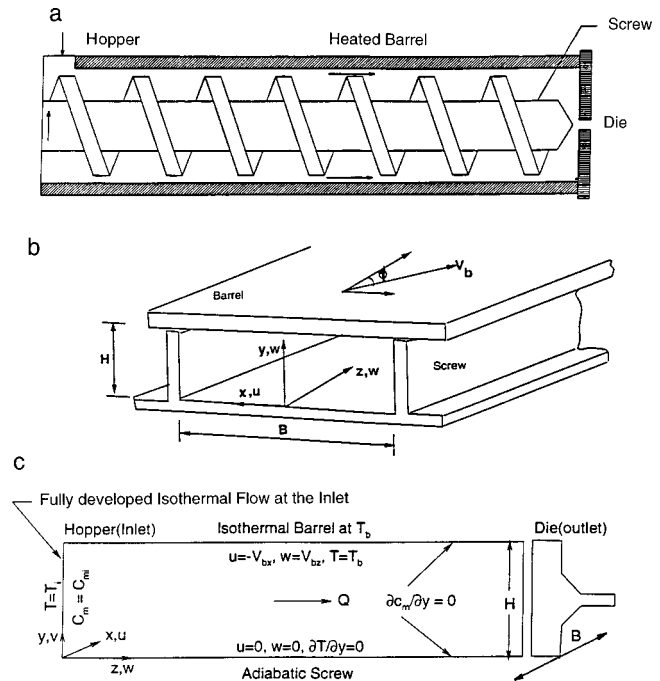 a
Hopper
Heated Barrel
Screw
Die
b
Barrel
ϕ
V_b
H
y,w
z,w
x,u
Screw
B
c
Fully developed Isothermal Flow at the Inlet
Hopper(Inlet)
Isothermal Barrel at T_b
Die(outlet)
u=-V_bx, w=V_bz, T=T_b
T=T_i
C_m = C_mi
Q
∂c_m/∂y = 0
H
B
y,v
x,u
z,w
u=0, w=0, ∂T/∂y=0
Adiabatic Screw